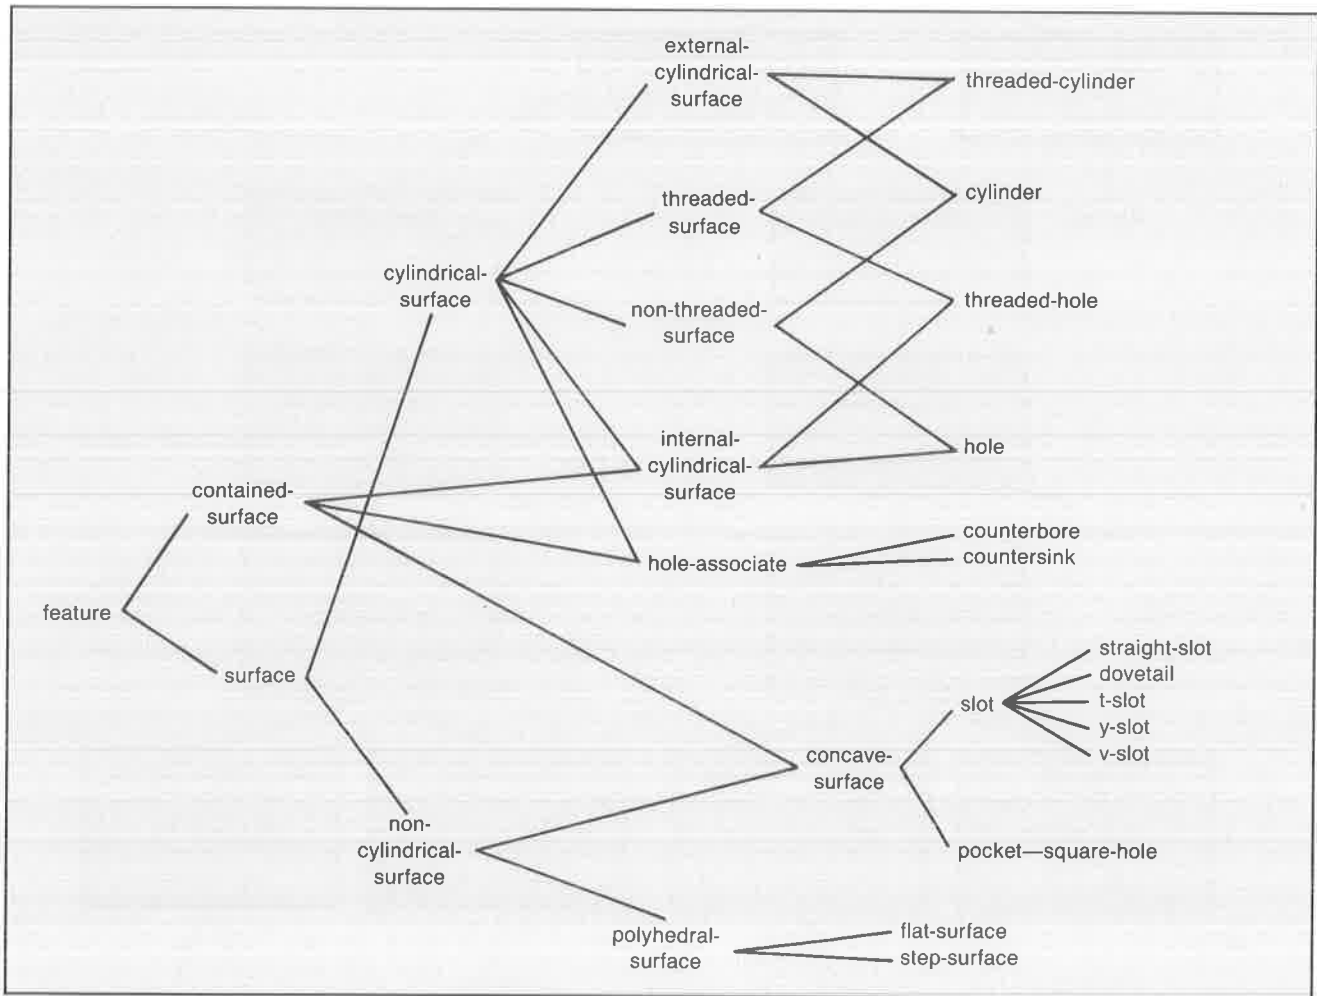 external-
cylindrical-
surface
threaded-cylinder
threaded-
surface
cylinder
cylindrical-
surface
non-threaded-
surface
threaded-hole
internal-
cylindrical-
surface
hole
contained-
surface
hole-associate
counterbore
countersink
feature
surface
straight-slot
dovetail
slot
t-slot
y-slot
v-slot
concave-
surface
non-
cylindrical-
surface
pocket—square-hole
polyhedral-
surface
flat-surface
step-surface